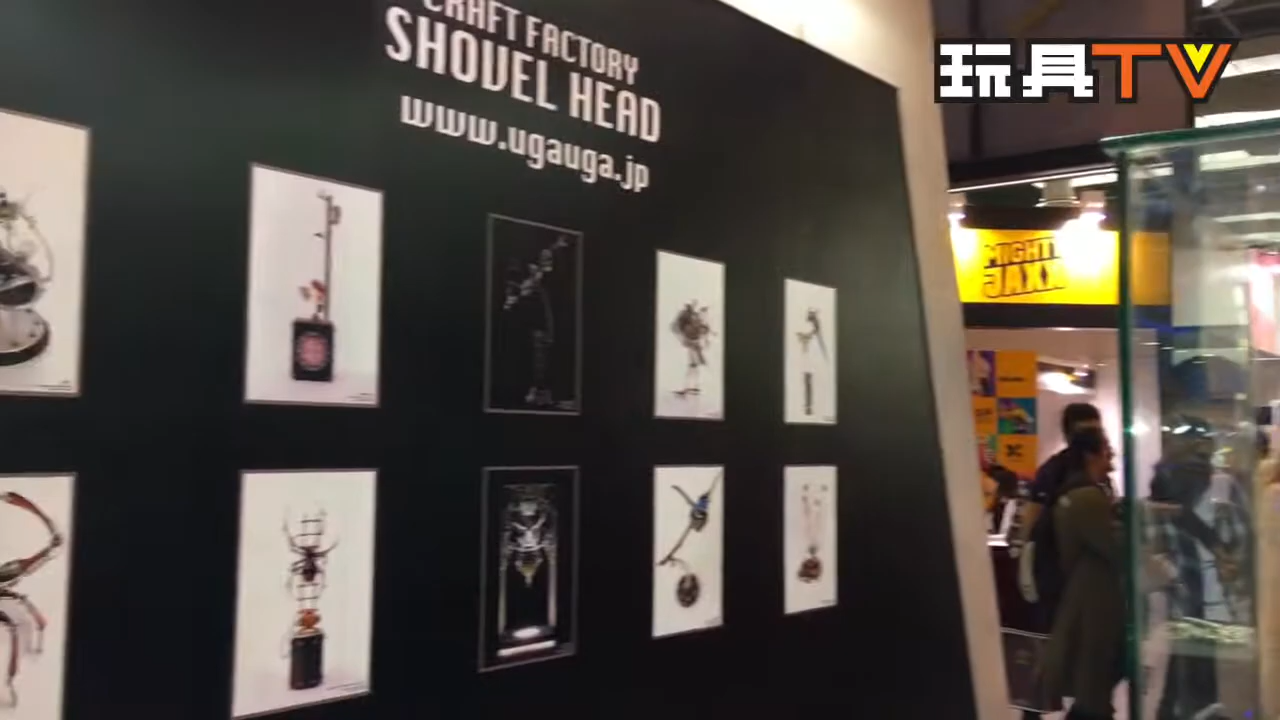 CRAFT FACTORY
SHOVEL HEAD
www.ugauga.jp
玩具TV
MIGHTY
JAXX